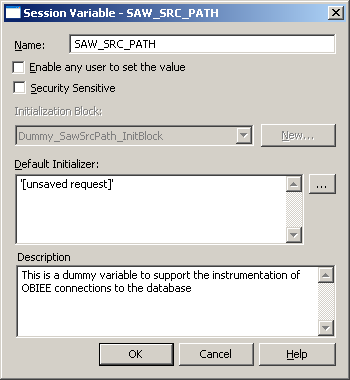 Session Variable - SAW_SRC_PATH
Name: SAW_SRC_PATH
Enable any user to set the value
Security Sensitive
Initialization Block:
Dummy_SawSrcPath_InitBlock New...
Default Initializer:
'[unsaved request]' ...
Description
This is a dummy variable to support the instrumentation of
OBIEE connections to the database
OK Cancel Help